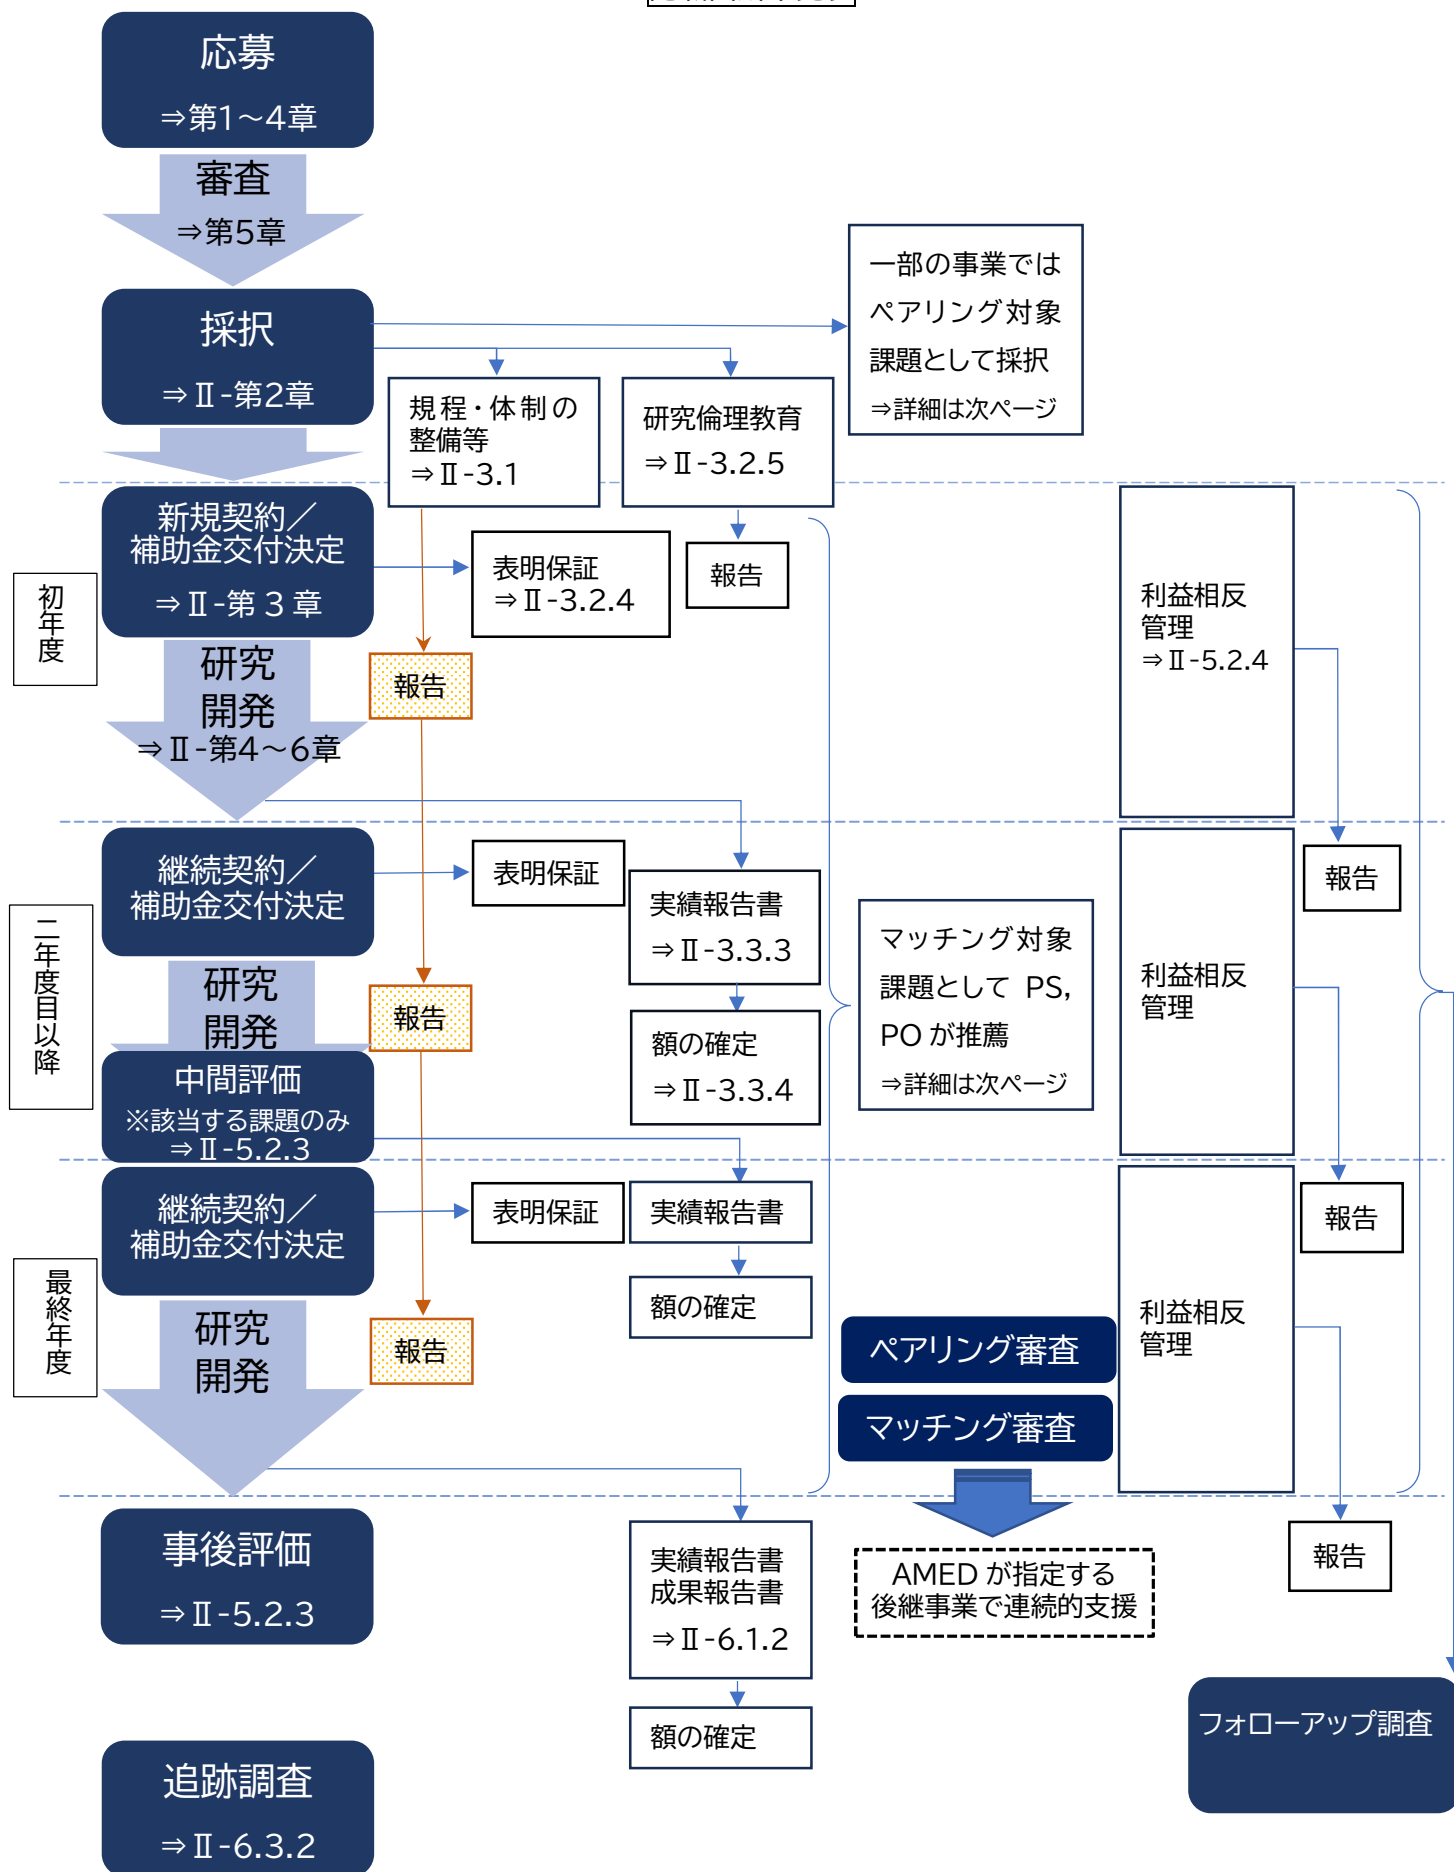 応募
⇒第1～4章
審査
⇒第5章
採択
⇒Ⅱ-第2章
一部の事業では
ペアリング対象
課題として採択
⇒詳細は次ページ
規程・体制の
整備等
⇒Ⅱ-3.1
研究倫理教育
⇒Ⅱ-3.2.5
初年度
新規契約／
補助金交付決定
⇒Ⅱ-第 3 章
表明保証
⇒Ⅱ-3.2.4
報告
利益相反
管理
⇒Ⅱ-5.2.4
研究
開発
⇒Ⅱ-第4～6章
報告
二年度目以降
継続契約／
補助金交付決定
表明保証
実績報告書
⇒Ⅱ-3.3.3
報告
マッチング対象
課題として PS,
PO が推薦
⇒詳細は次ページ
利益相反
管理
研究
開発
報告
額の確定
⇒Ⅱ-3.3.4
中間評価
※該当する課題のみ
⇒Ⅱ-5.2.3
最終年度
継続契約／
補助金交付決定
表明保証
実績報告書
報告
額の確定
利益相反
管理
研究
開発
報告
ペアリング審査
マッチング審査
事後評価
⇒Ⅱ-5.2.3
実績報告書
成果報告書
⇒Ⅱ-6.1.2
AMED が指定する
後継事業で連続的支援
報告
額の確定
フォローアップ調査
追跡調査
⇒Ⅱ-6.3.2